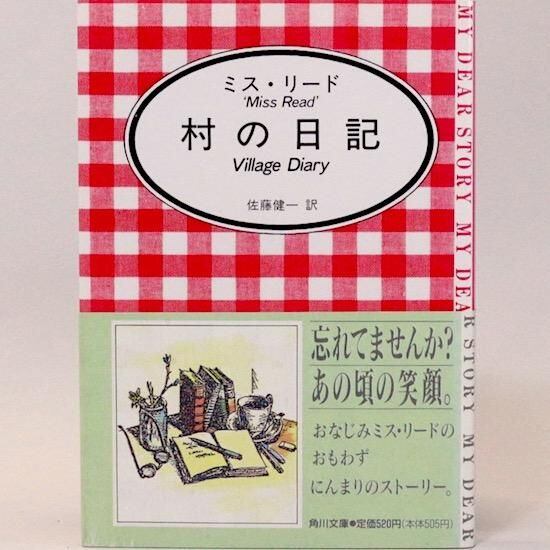 ミス・リード
'Miss Read'
村の日記
Village Diary
佐藤健一 訳
忘れてませんか?
あの頃の笑顔。
おなじみミス・リードの
おもわず
にんまりのストーリー。
角川文庫●定価520円(本体505円)
MY DEAR STORY MY DEAR STORY MY DEAR